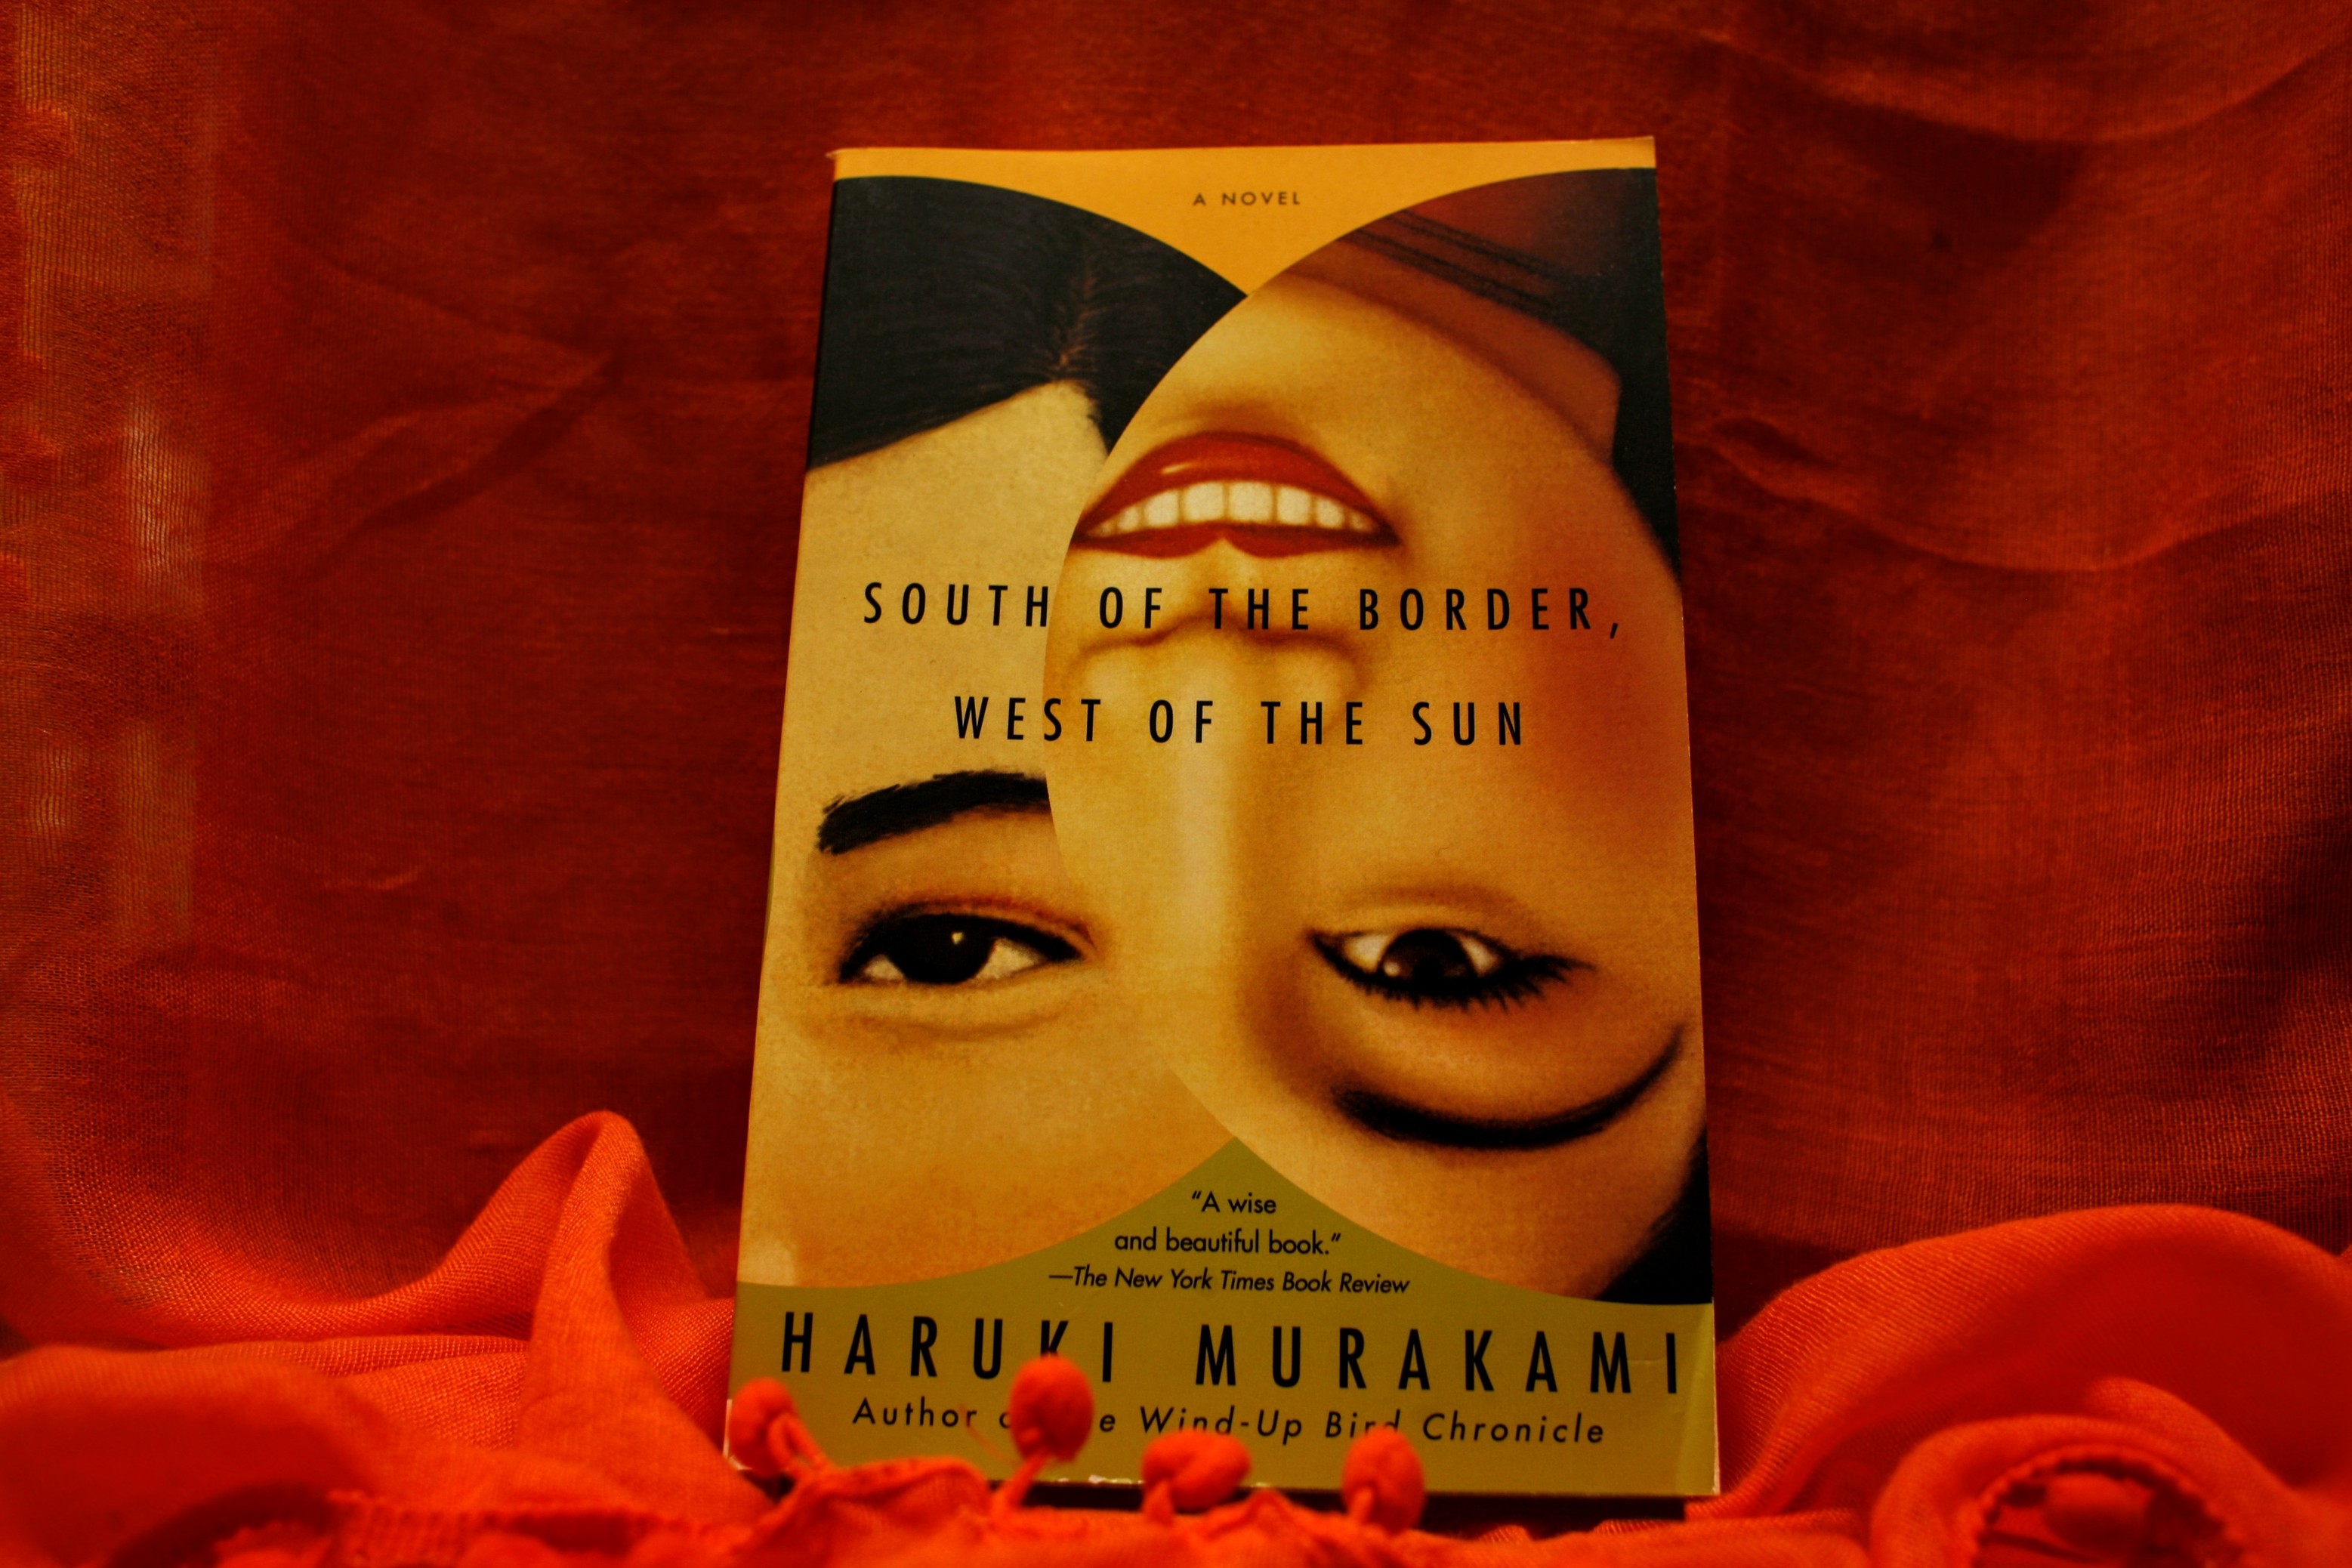 A NOVEL
SOUTH OF THE BORDER,
WEST OF THE SUN
“A wise
and beautiful book.”
—The New York Times Book Review
HARUKI MURAKAMI
Author Wind-Up Bird Chronicle